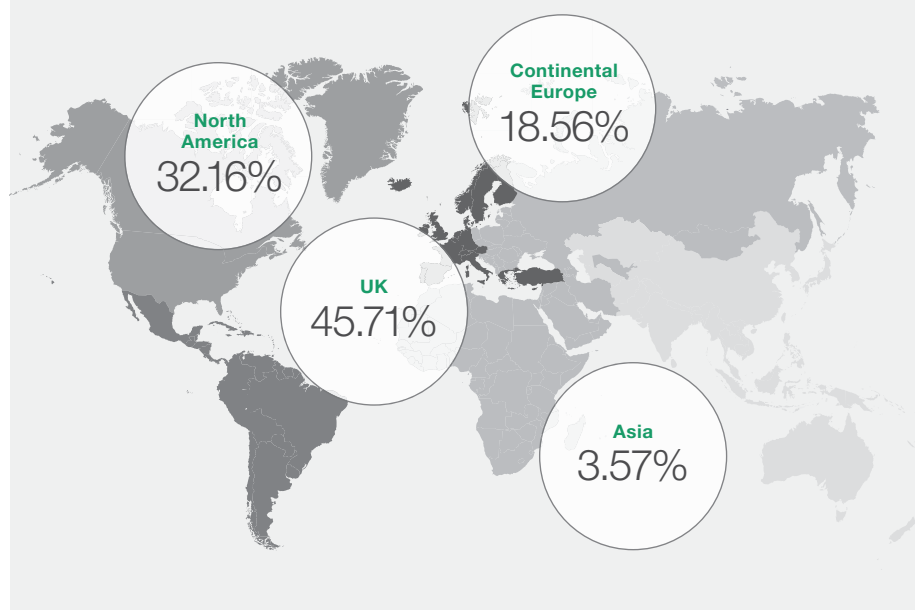 Continental
Europe
18.56%
North
America
32.16%
UK
45.71%
Asia
3.57%